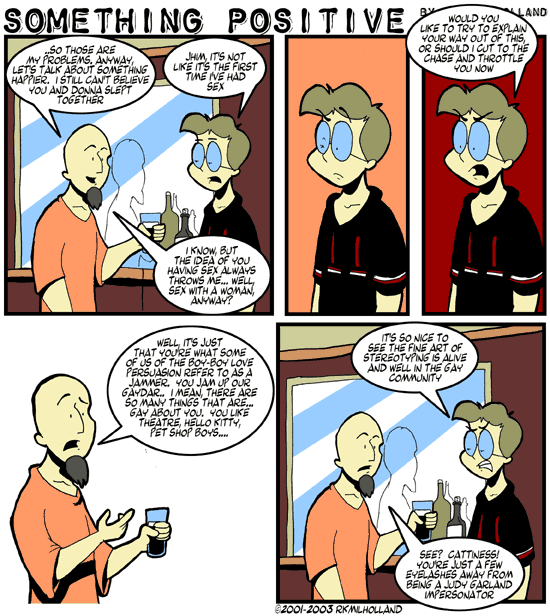 SOMETHING POSITIVE
BY
HOLLAND
..SO THOSE ARE
MY PROBLEMS. ANYWAY,
LET'S TALK ABOUT SOMETHING
HAPPIER. I STILL CAN'T BELIEVE
YOU AND DONNA SLEPT
TOGETHER
JHIM, IT'S NOT
LIKE IT'S THE FIRST
TIME I'VE HAD
SEX
I KNOW, BUT
THE IDEA OF YOU
HAVING SEX ALWAYS
THROWS ME... WELL,
SEX WITH A WOMAN,
ANYWAY?
WOULD YOU
LIKE TO TRY TO EXPLAIN
YOUR WAY OUT OF THIS,
OR SHOULD I CUT TO THE
CHASE AND THROTTLE
YOU NOW
WELL, IT'S JUST
THAT YOU'RE WHAT SOME
OF US OF THE BOY-BOY LOVE
PERSUASION REFER TO AS A
JAMMER. YOU JAM UP OUR
GAYDAR.. I MEAN, THERE ARE
SO MANY THINGS THAT ARE...
GAY ABOUT YOU. YOU LIKE
THEATRE, HELLO KITTY,
PET SHOP BOYS....
IT'S SO NICE TO
SEE THE FINE ART OF
STEREOTYPING IS ALIVE
AND WELL IN THE GAY
COMMUNITY
SEE? CATTINESS!
YOU'RE JUST A FEW
EYELASHES AWAY FROM
BEING A JUDY GARLAND
IMPERSONATOR
©2001-2003 RKMILHOLLAND